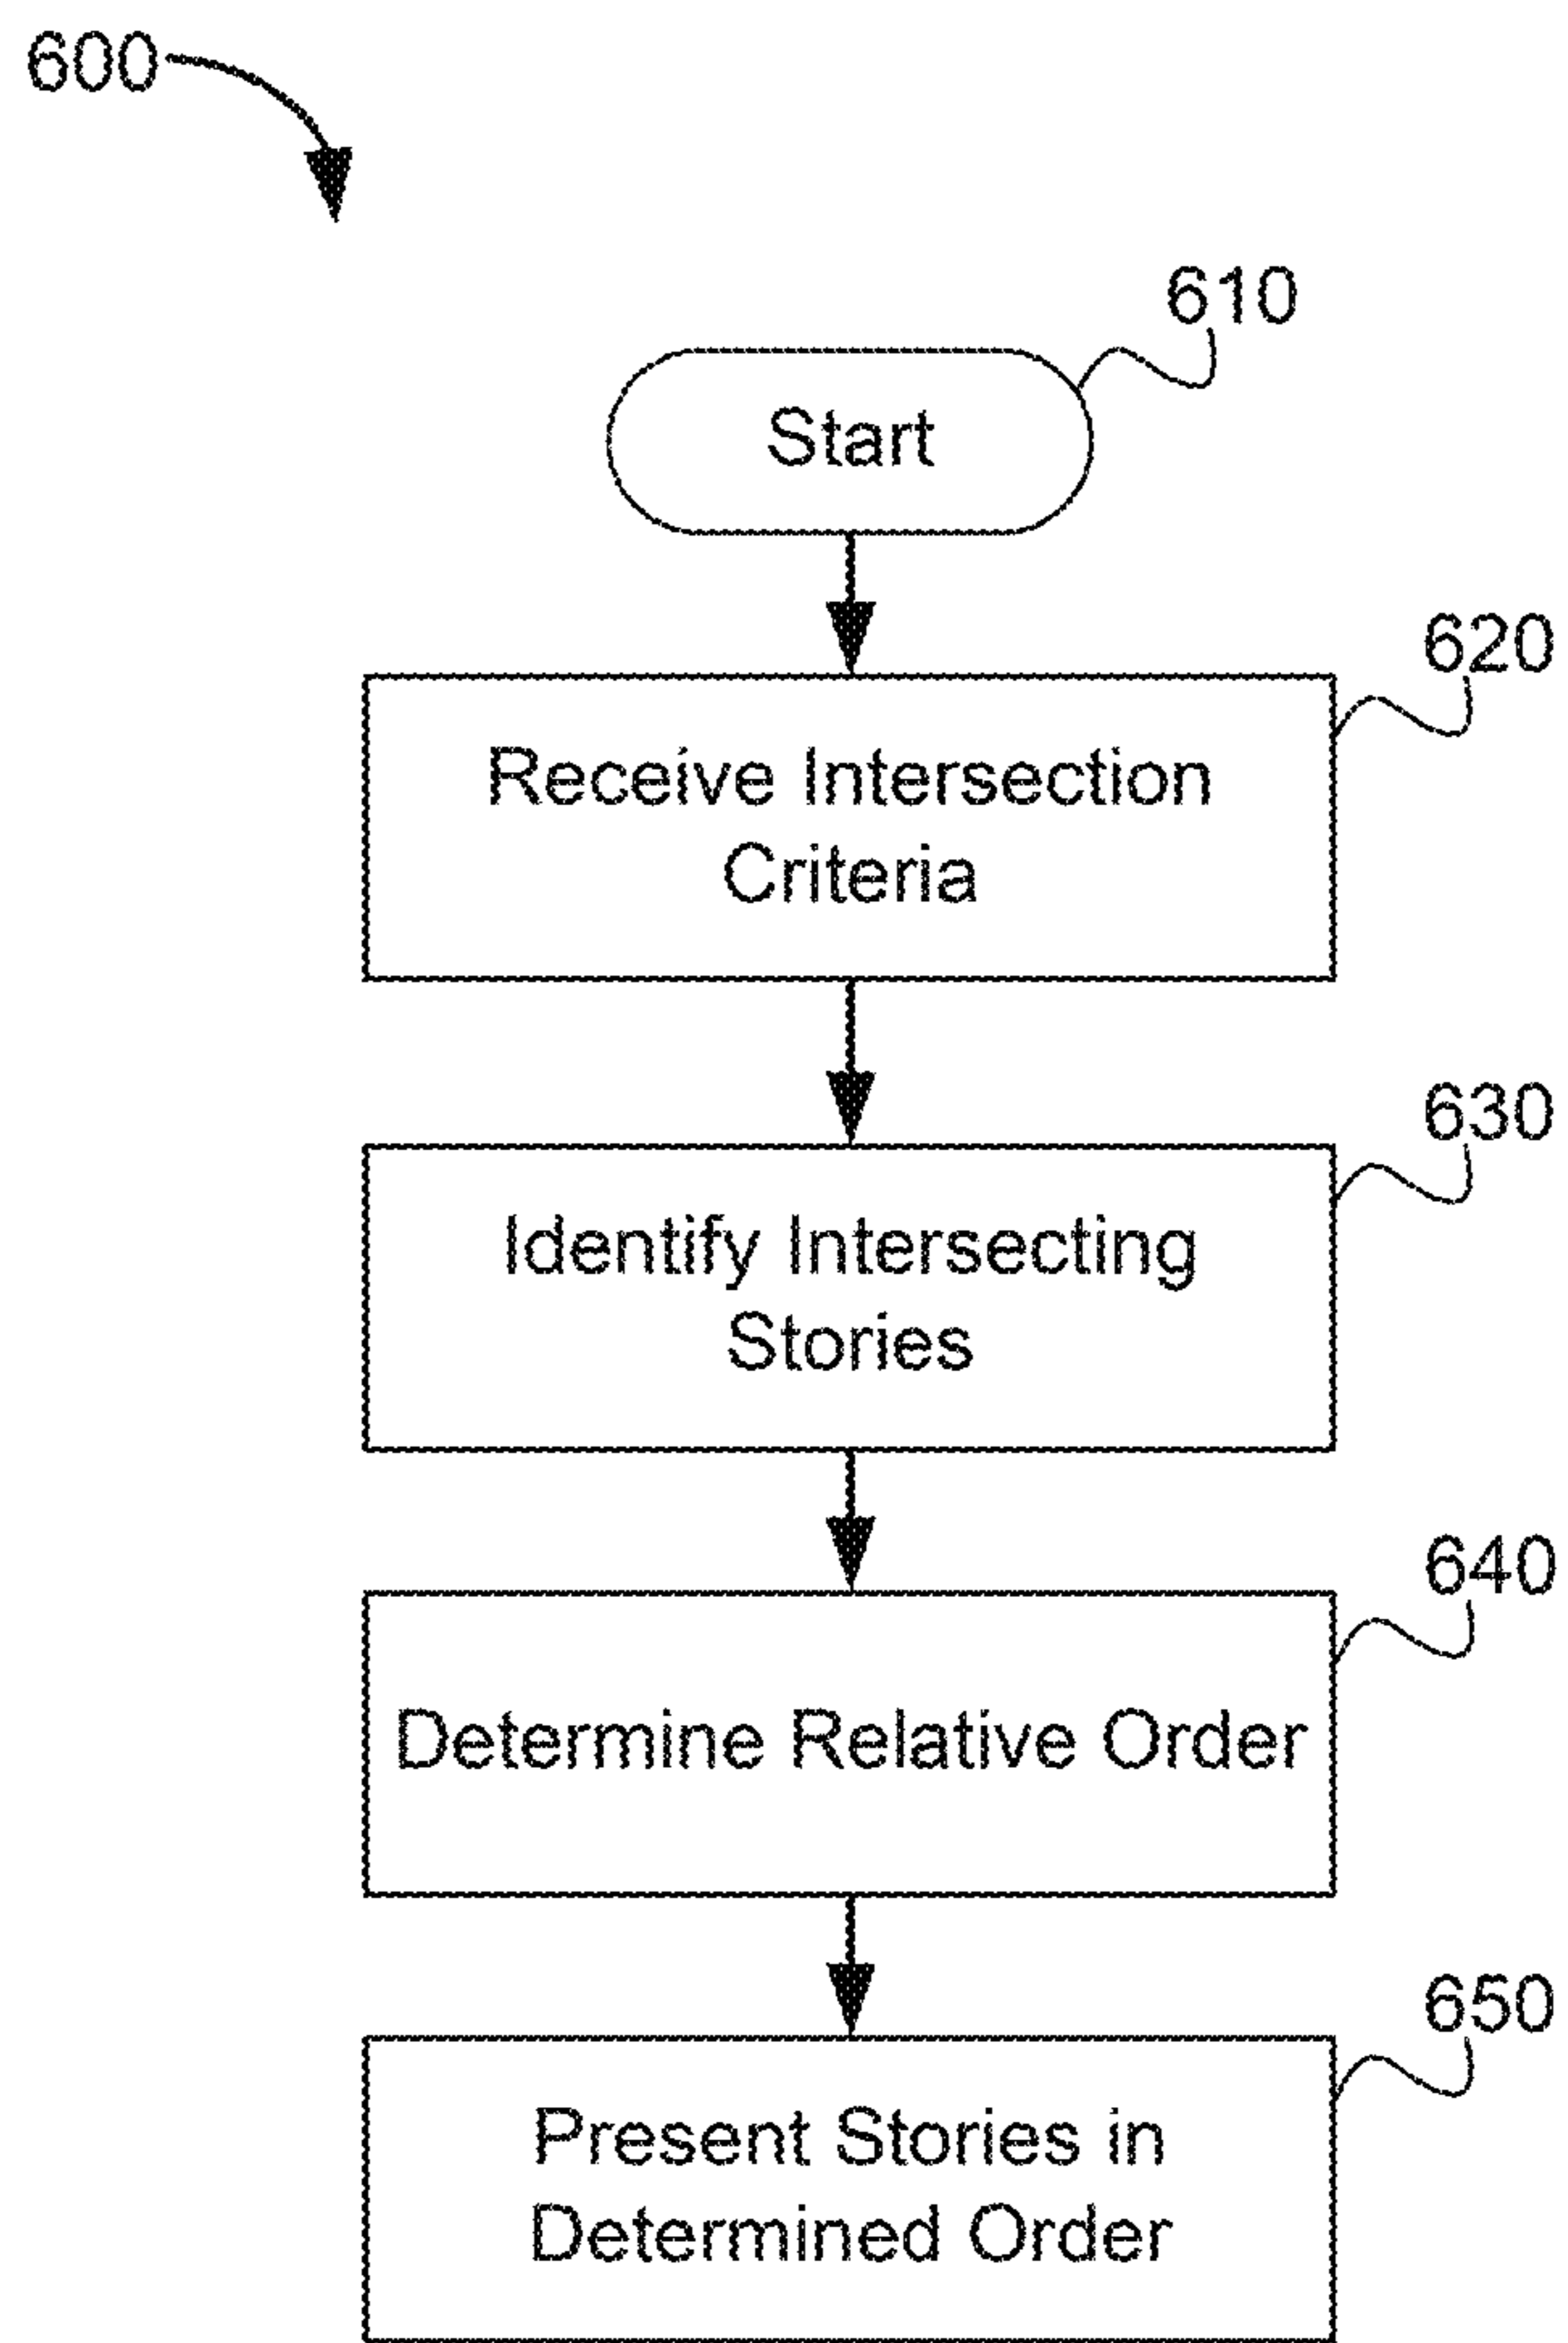 600
610
Start
620
Receive Intersection
Criteria
630
Identify Intersecting
Stories
640
Determine Relative Order
650
Present Stories in
Determined Order